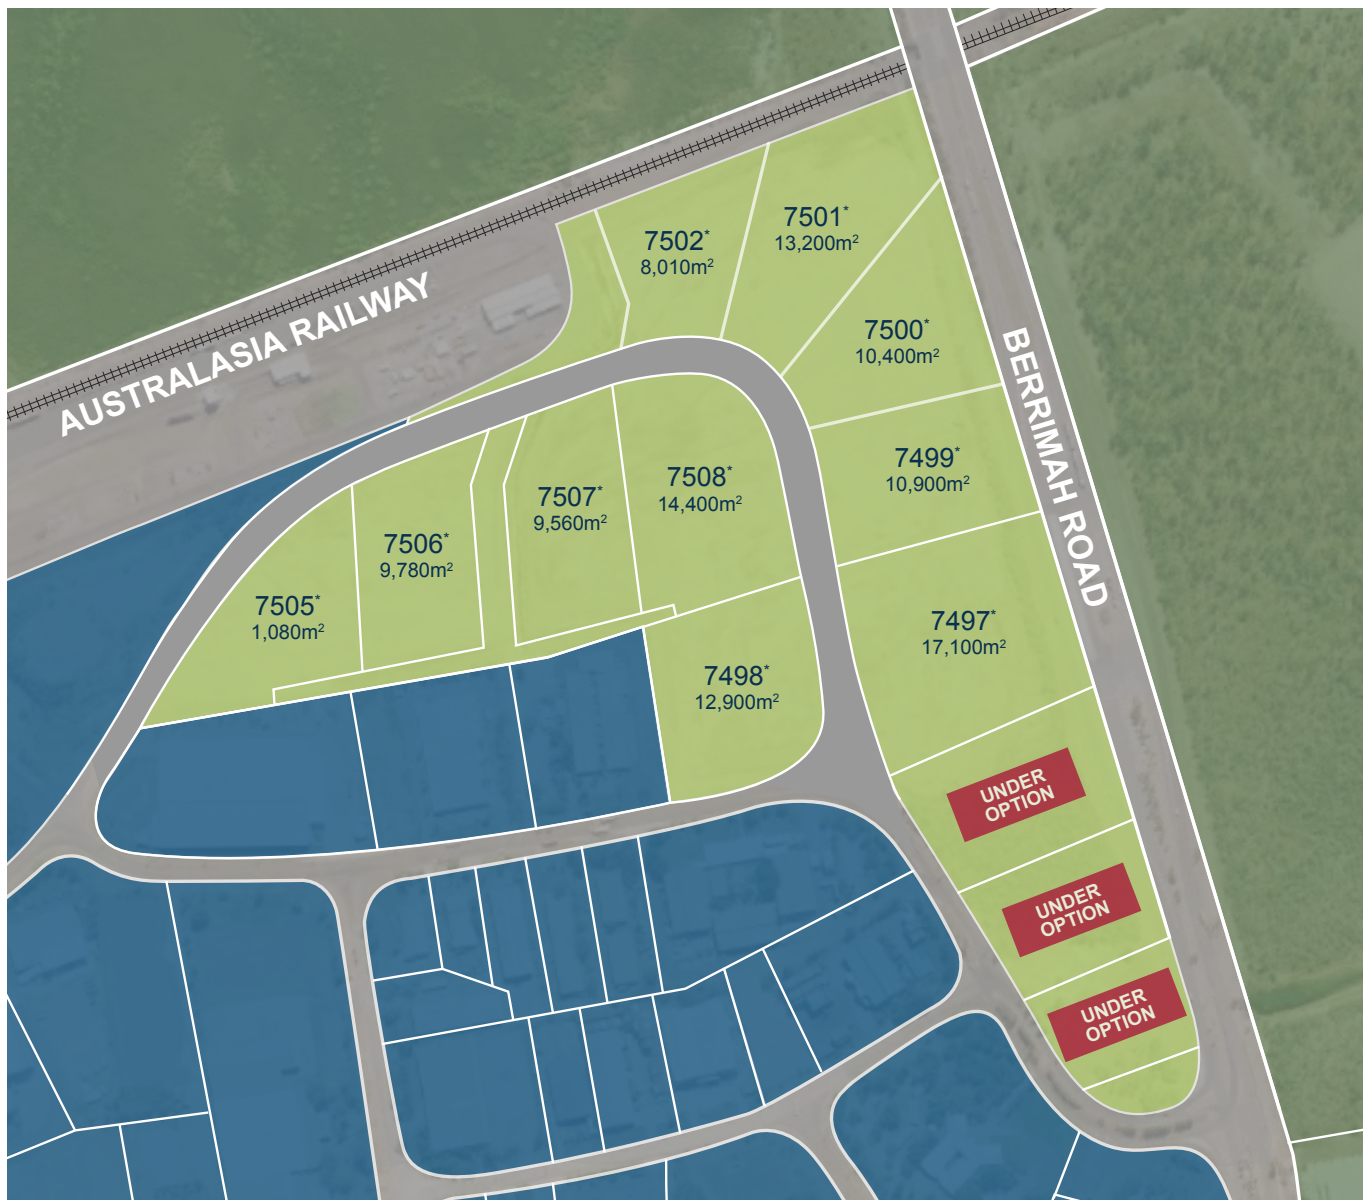 7501*
13,200m²
7502*
8,010m²
AUSTRALASIA RAILWAY
7500*
10,400m²
BERRIMAH ROAD
7499*
10,900m²
7508*
14,400m²
7507*
9,560m²
7506*
9,780m²
7505*
1,080m²
7497*
17,100m²
7498*
12,900m²
UNDER
OPTION
UNDER
OPTION
UNDER
OPTION